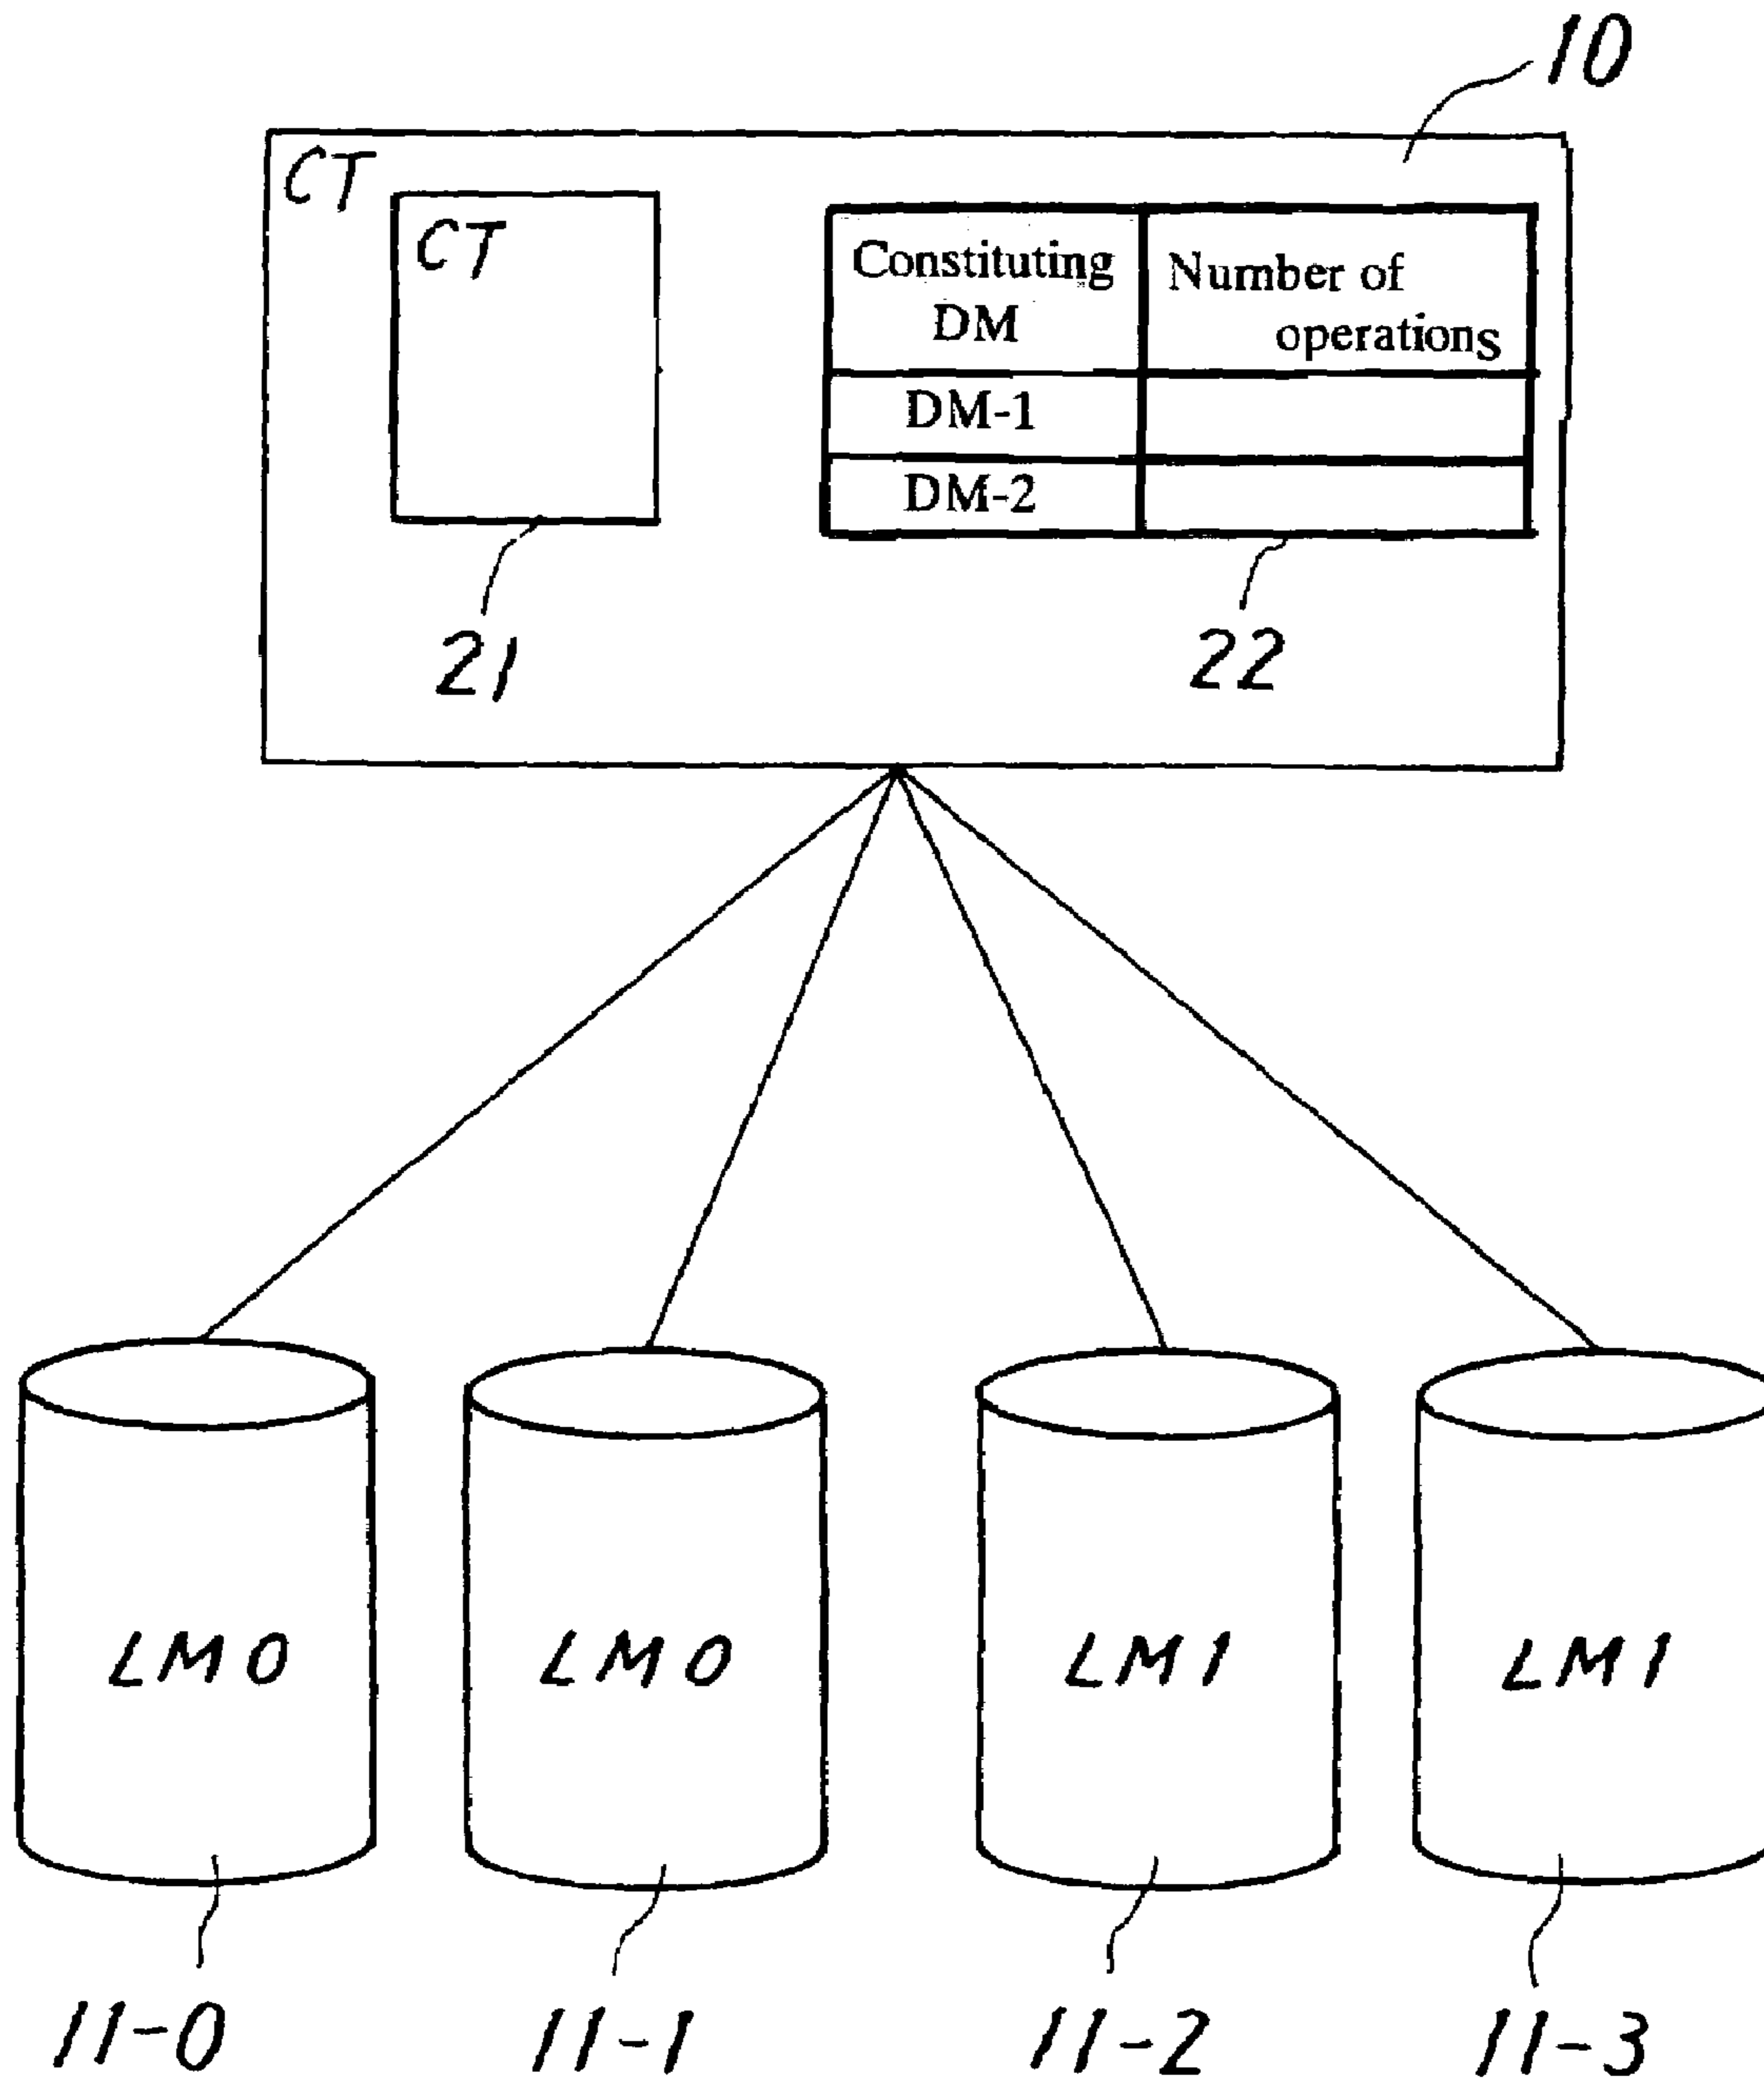 10
CT
CT
Constituting
DM
Number of
operations
DM-1
DM-2
21
22
LM0
LM0
LM1
LM1
11-0
11-1
11-2
11-3